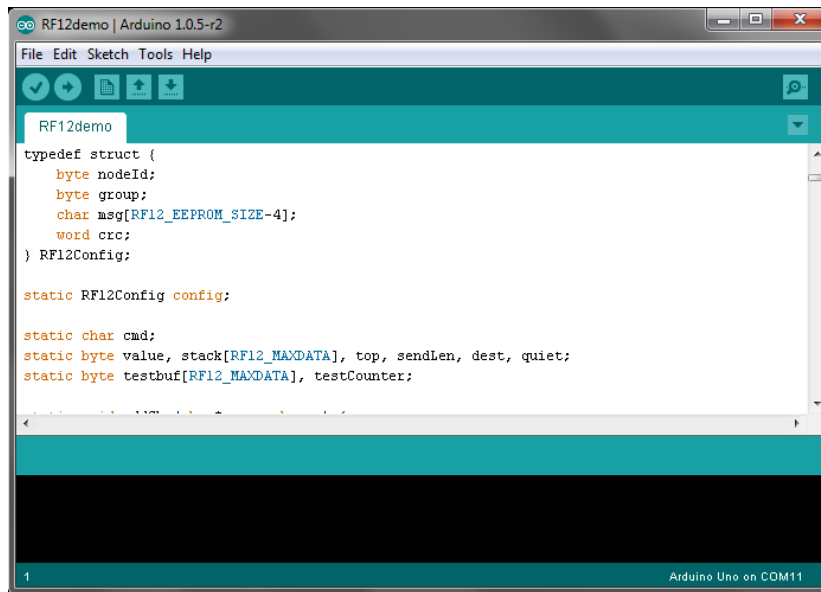 RF12demo | Arduino 1.0.5-r2
File Edit Sketch Tools Help
RF12demo
typedef struct {
    byte nodeId;
    byte group;
    char msg[RF12_EEPROM_SIZE-4];
    word crc;
} RF12Config;
static RF12Config config;
static char cmd;
static byte value, stack[RF12_MAXDATA], top, sendLen, dest, quiet;
static byte testbuf[RF12_MAXDATA], testCounter;
1
Arduino Uno on COM11